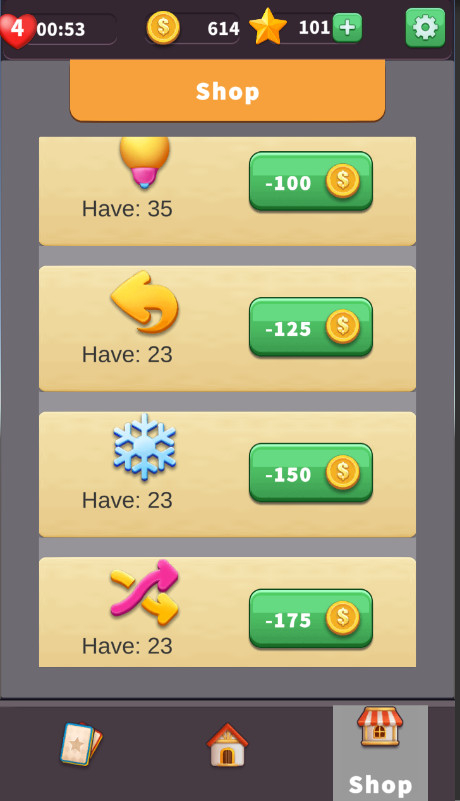 4 00:53 614 101 +
Shop
-100 $
Have: 35
-125 $
Have: 23
-150 $
Have: 23
-175 $
Have: 23
Shop